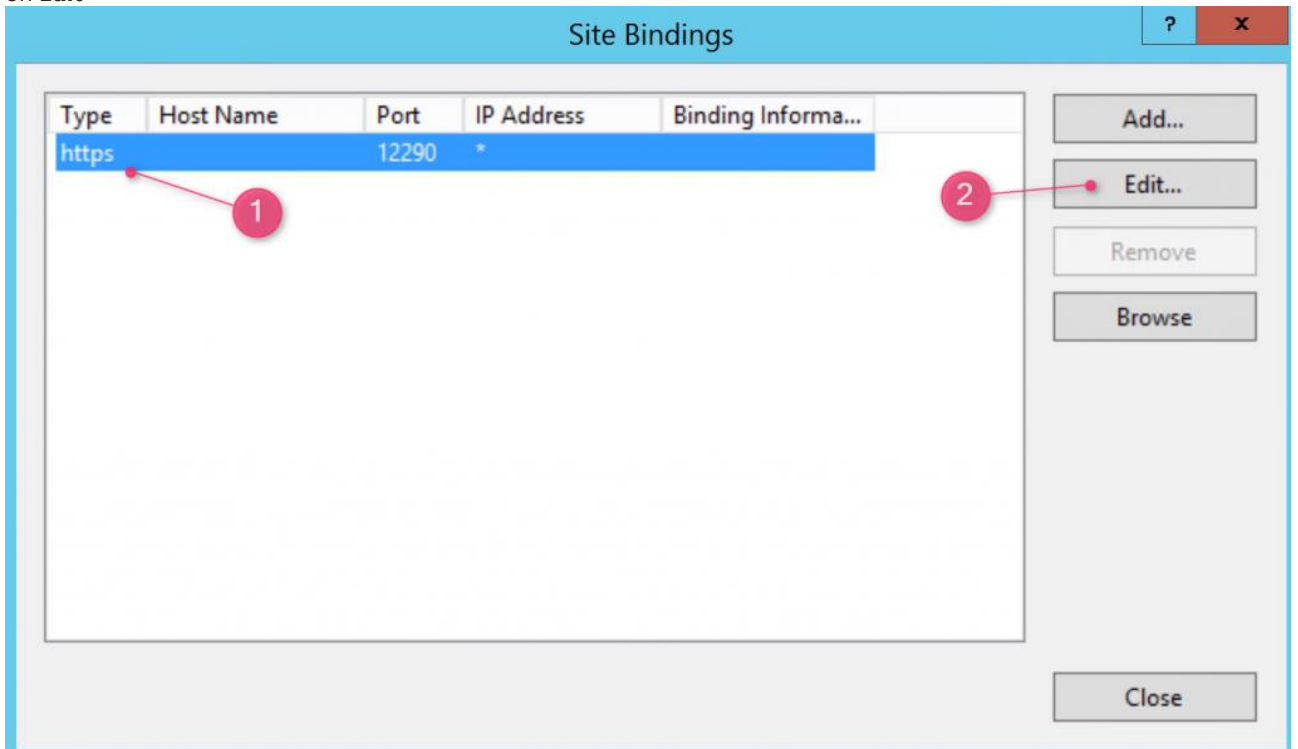 Site Bindings
? x
Type Host Name Port IP Address Binding Informa...
https 12290 *
1
2
Add...
Edit...
Remove
Browse
Close